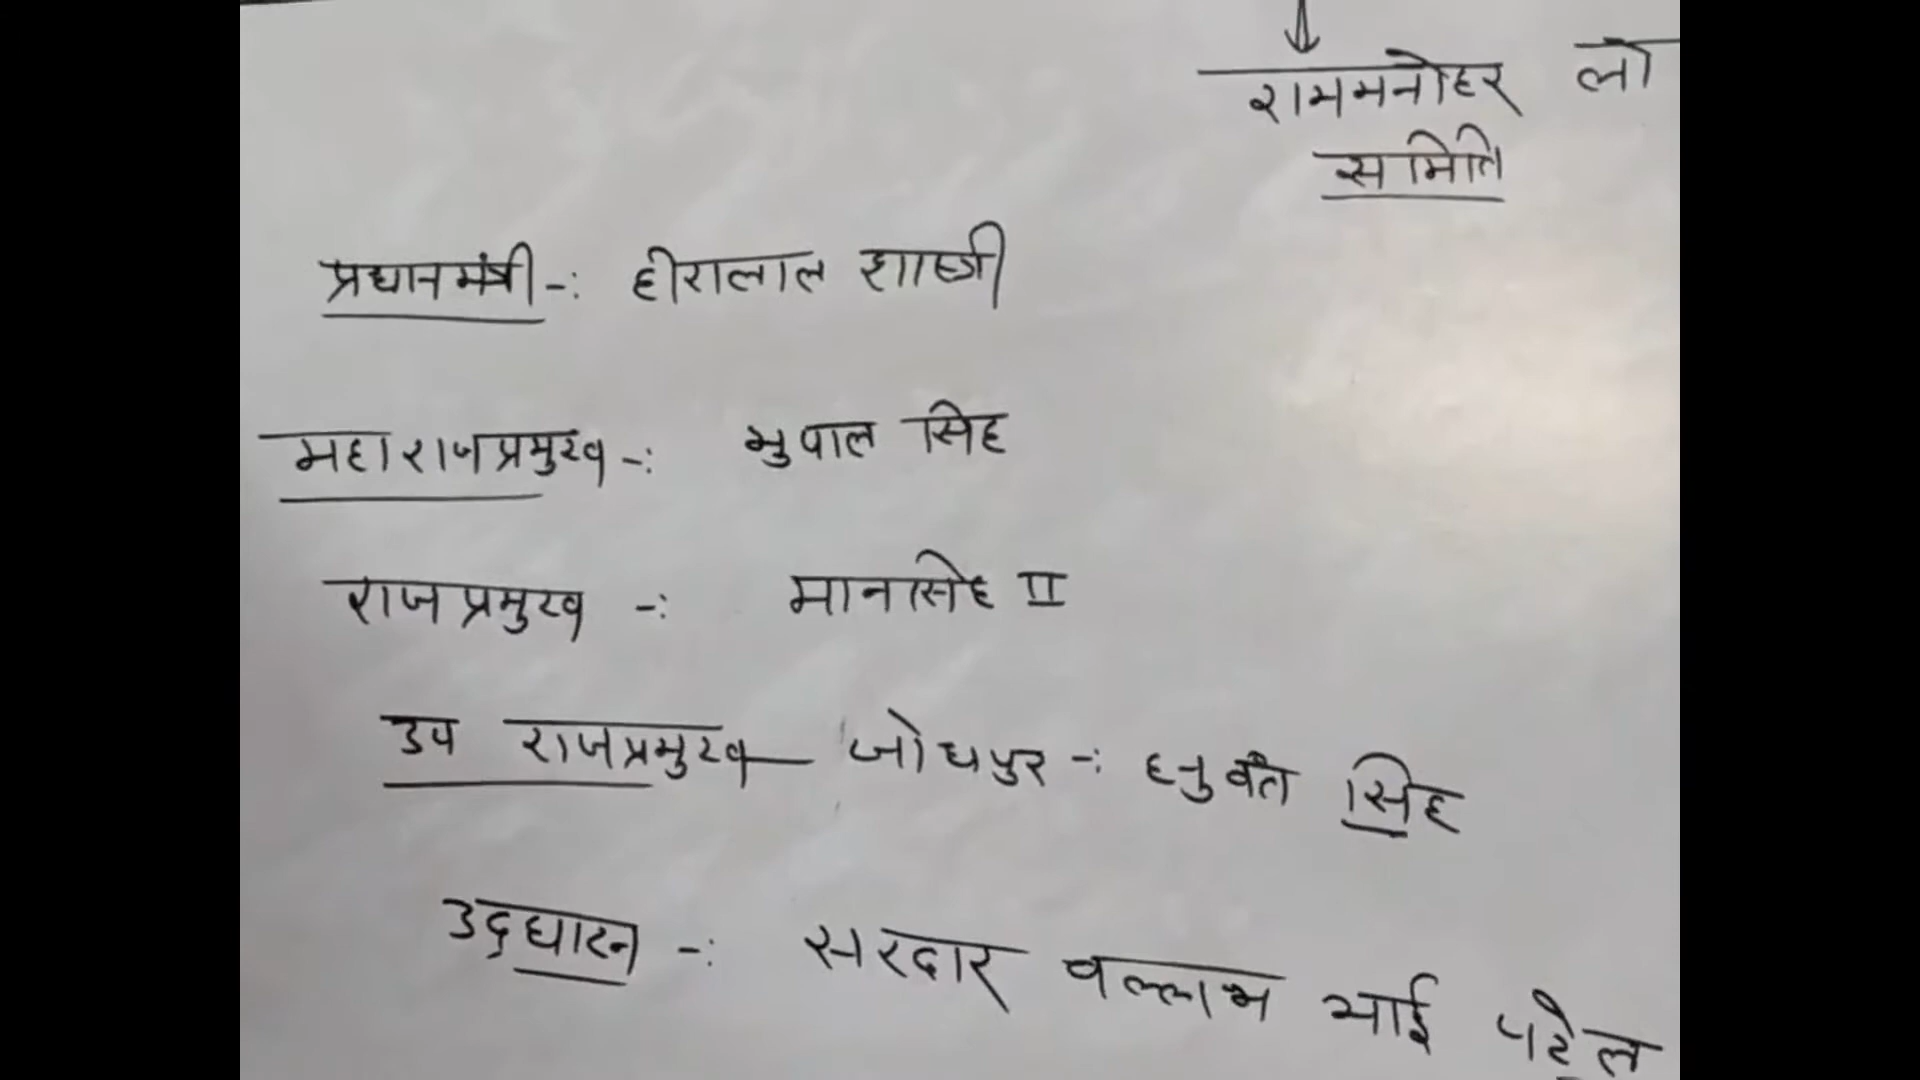 राममनोहर लो
समिति
प्रधानमंत्री -: हीरालाल शास्त्री
महाराजप्रमुख -: भुपाल सिह
राजप्रमुख -: मानसिह II
उप राजप्रमुख — जोधपुर -: हनुवंत सिह
उद्घाटन -: सरदार वल्लाभ भाई पटेल